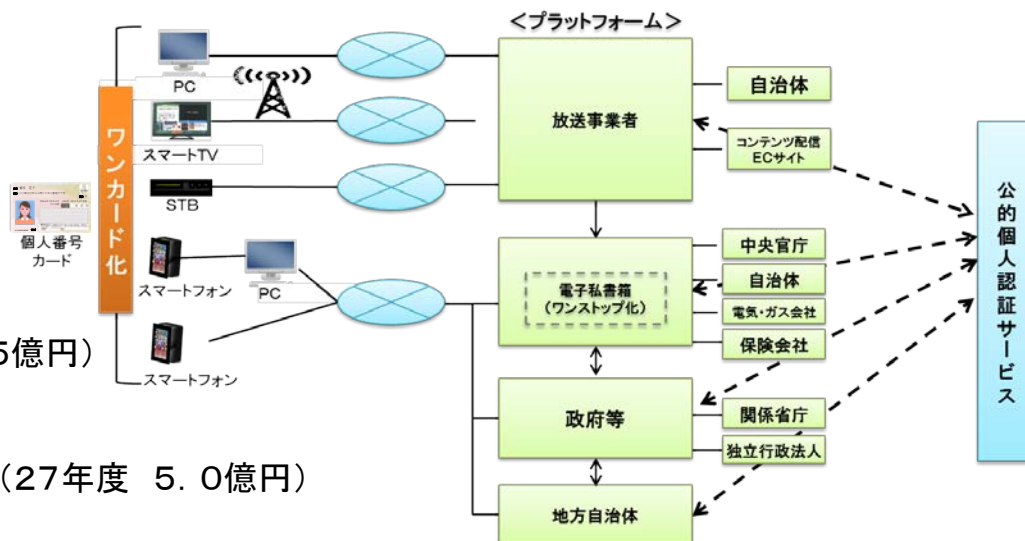 ＜プラットフォーム＞
ワンカード化
個人番号
カード
PC
スマートTV
STB
スマートフォン
PC
スマートフォン
放送事業者
自治体
コンテンツ配信
ECサイト
電子私書箱
（ワンストップ化）
中央官庁
自治体
電気・ガス会社
保険会社
政府等
関係省庁
独立行政法人
地方自治体
公的個人認証サービス
5億円）
（２７年度　５．０億円）